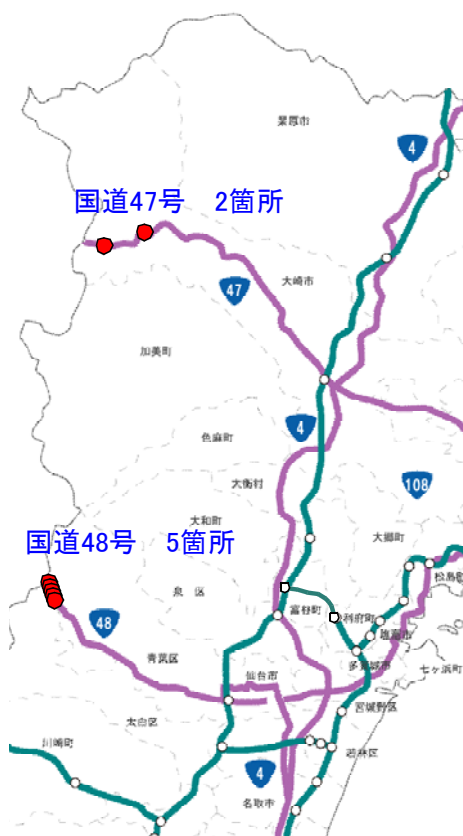 栗原市
4
国道47号 2箇所
大崎市
47
加美町
4
色麻町
大衡村
108
大和町
大郷町
国道48号 5箇所
松島町
泉区
富谷町
利府町
48
塩竈市
青葉区
多賀城市
七ヶ浜町
仙台市
宮城野区
太白区
川崎町
若林区
4
名取市